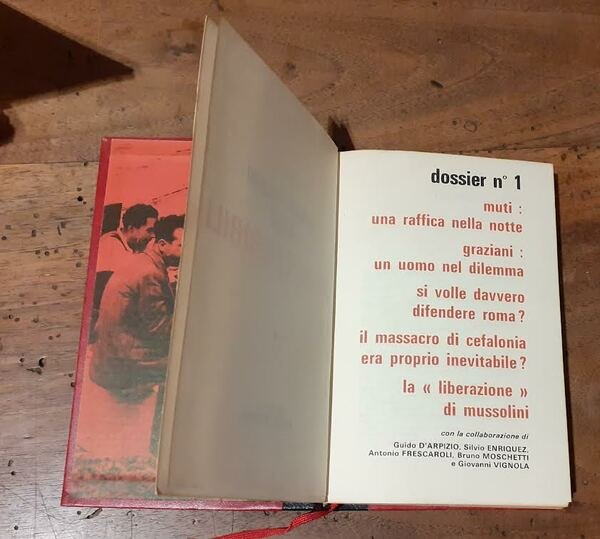 dossier n° 1
muti :
una raffica nella notte
graziani :
un uomo nel dilemma
si volle davvero
difendere roma ?
il massacro di cefalonia
era proprio inevitabile ?
la « liberazione »
di mussolini
con la collaborazione di
Guido D'ARPIZIO, Silvio ENRIQUEZ,
Antonio FRESCAROLI, Bruno MOSCHETTI
e Giovanni VIGNOLA